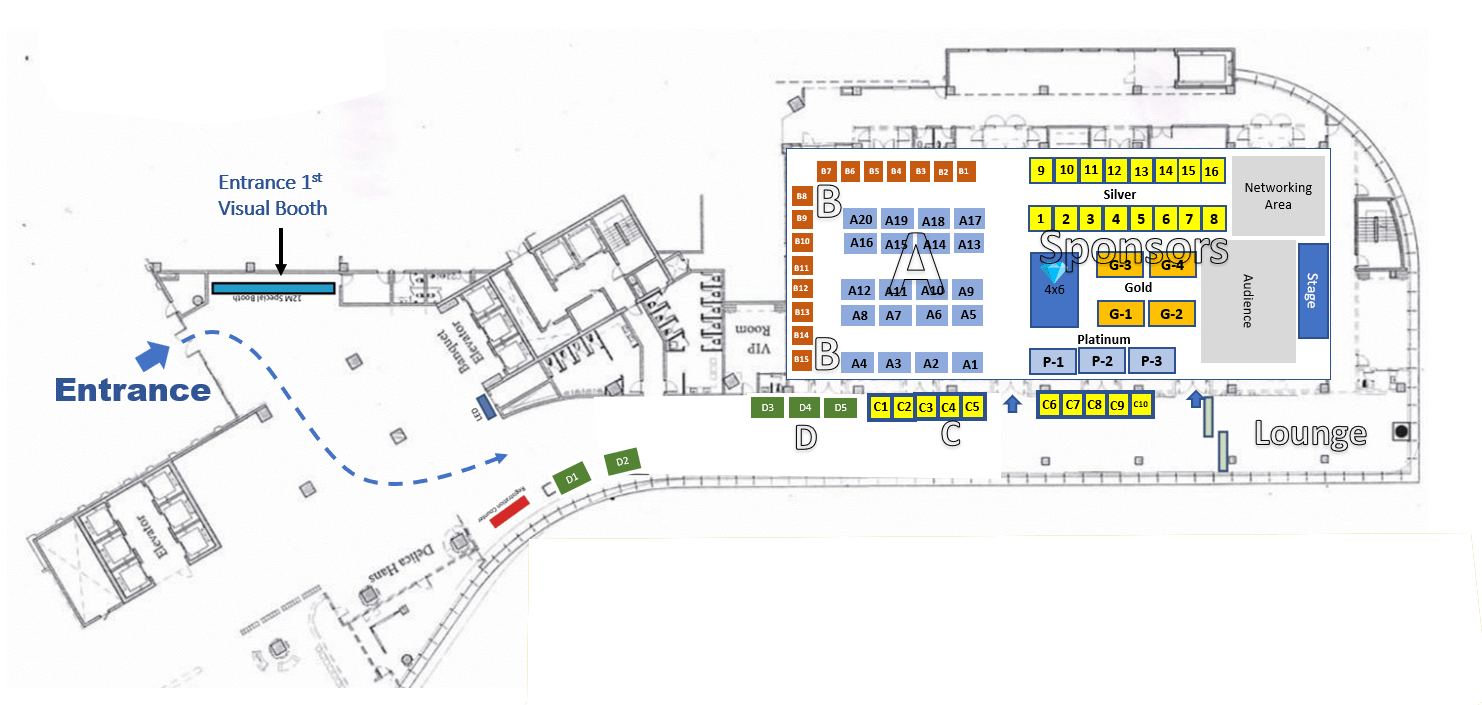 Entrance 1st
Visual Booth
12M Special Booth
Entrance
Banquet
Elevator
LED
VIP
Room
Elevator
Delica Hans
Registration Counter
D1
D2
D3
D4
D5
D
C1
C2
C3
C4
C5
C
C6
C7
C8
C9
C10
Lounge
B7
B6
B5
B4
B3
B2
B1
B8
B
B9
B10
B11
B12
B13
B14
B15
B
A20
A19
A18
A17
A16
A15
A14
A13
A
A12
A11
A10
A9
A8
A7
A6
A5
A4
A3
A2
A1
9
10
11
12
13
14
15
16
Silver
1
2
3
4
5
6
7
8
Sponsors
4x6
G-3
G-4
Gold
G-1
G-2
Platinum
P-1
P-2
P-3
Networking
Area
Audience
Stage